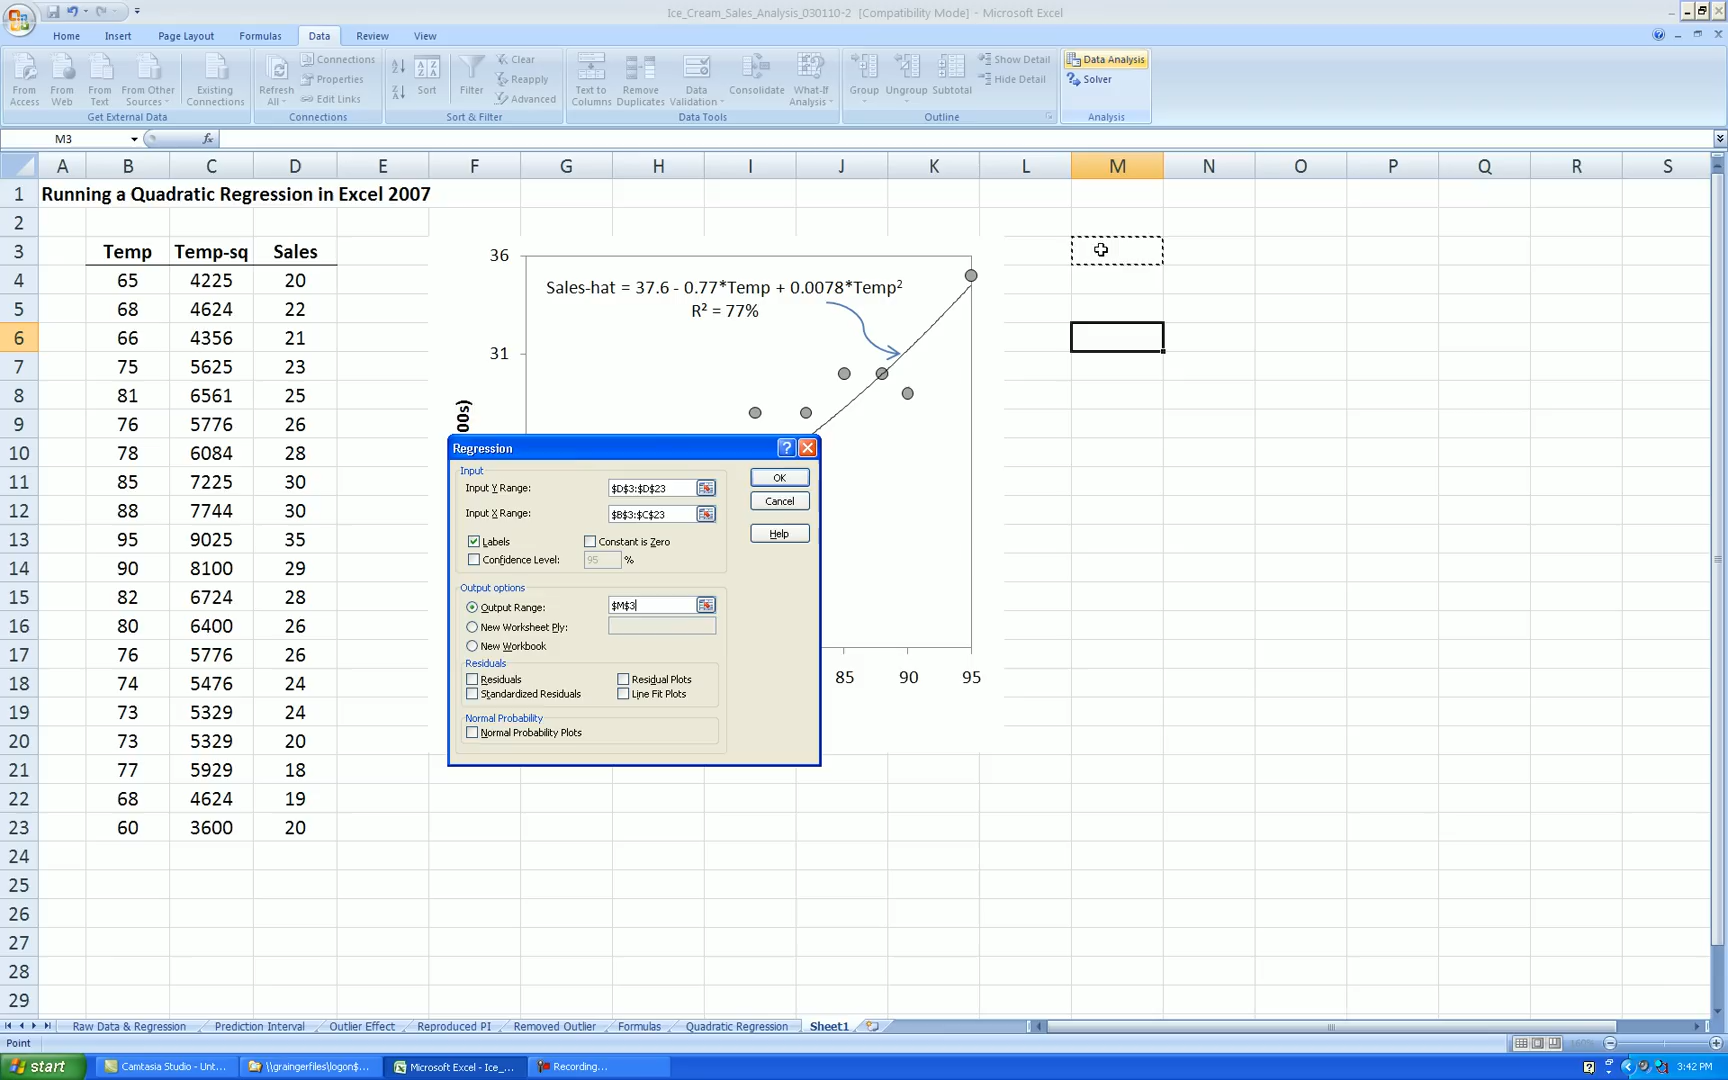 Ice_Cream_Sales_Analysis_030110-2 [Compatibility Mode] - Microsoft Excel
Home Insert Page Layout Formulas Data Review View
From Access
From Web
From Text
From Other Sources
Existing Connections
Get External Data
Refresh All
Connections
Properties
Edit Links
Connections
Sort
Filter
Clear
Reapply
Advanced
Sort & Filter
Text to Columns
Remove Duplicates
Data Validation
Consolidate
What-If Analysis
Data Tools
Group
Ungroup
Subtotal
Show Detail
Hide Detail
Outline
Data Analysis
Solver
Analysis
M3 fx
A B C D E F G H I J K L M N O P Q R S
1 Running a Quadratic Regression in Excel 2007
2
3 Temp Temp-sq Sales
4 65 4225 20
5 68 4624 22
6 66 4356 21
7 75 5625 23
8 81 6561 25
9 76 5776 26
10 78 6084 28
11 85 7225 30
12 88 7744 30
13 95 9025 35
14 90 8100 29
15 82 6724 28
16 80 6400 26
17 76 5776 26
18 74 5476 24
19 73 5329 24
20 73 5329 20
21 77 5929 18
22 68 4624 19
23 60 3600 20
24
25
26
27
28
29
36
Sales-hat = 37.6 - 0.77*Temp + 0.0078*Temp²
R² = 77%
31
00s)
85 90 95
Regression
Input
Input Y Range: $D$3:$D$23
Input X Range: $B$3:$C$23
Labels Constant is Zero
Confidence Level: 95 %
OK
Cancel
Help
Output options
Output Range: $M$3
New Worksheet Ply:
New Workbook
Residuals
Residuals Residual Plots
Standardized Residuals Line Fit Plots
Normal Probability
Normal Probability Plots
Raw Data & Regression Prediction Interval Outlier Effect Reproduced PI Removed Outlier Formulas Quadratic Regression Sheet1
Point
start Camtasia Studio - Unt... \\graingerfiles\logon$... Microsoft Excel - Ice_... Recording... 3:42 PM